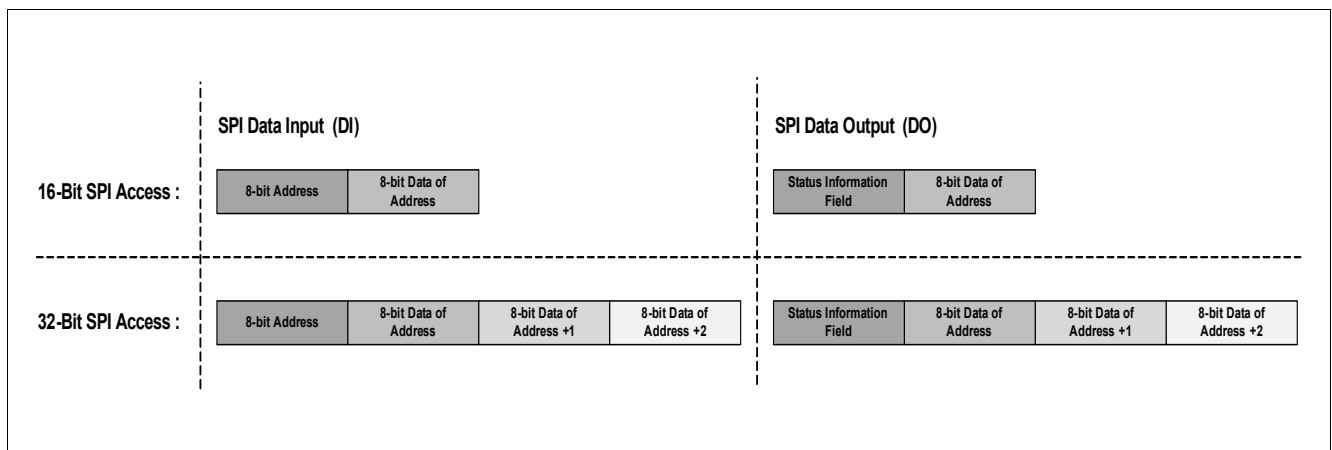 SPI Data Input (DI)
SPI Data Output (DO)
16-Bit SPI Access :
8-bit Address
8-bit Data of
Address
Status Information
Field
8-bit Data of
Address
32-Bit SPI Access :
8-bit Address
8-bit Data of
Address
8-bit Data of
Address +1
8-bit Data of
Address +2
Status Information
Field
8-bit Data of
Address
8-bit Data of
Address +1
8-bit Data of
Address +2